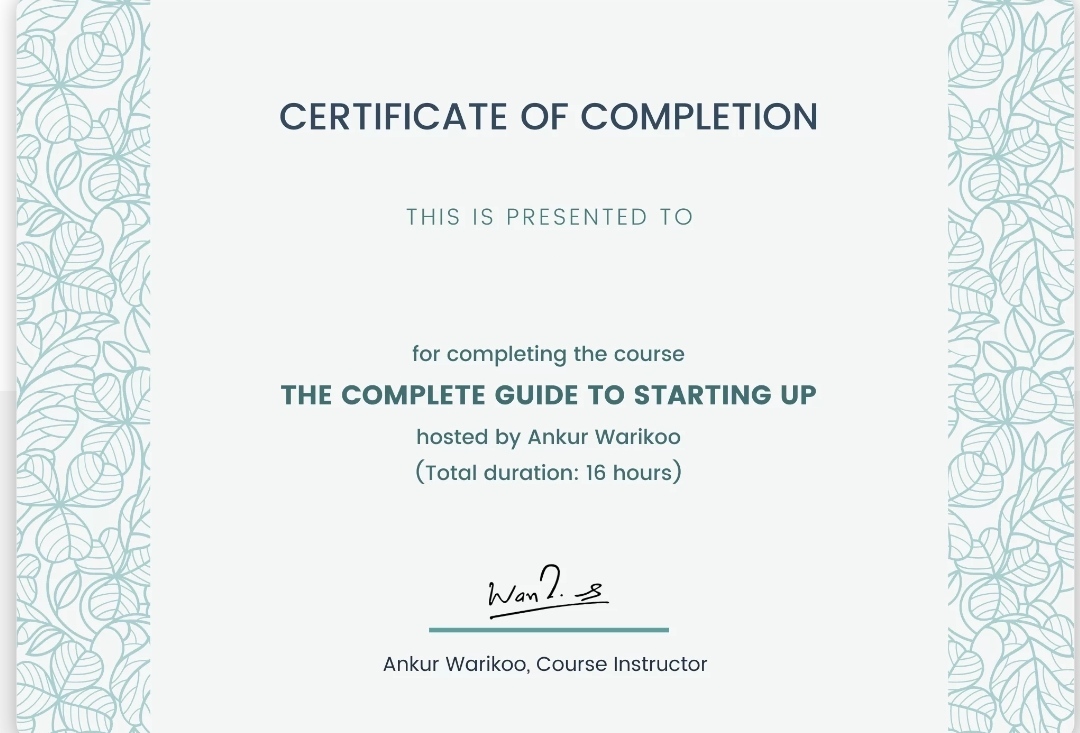 CERTIFICATE OF COMPLETION
THIS IS PRESENTED TO
for completing the course
THE COMPLETE GUIDE TO STARTING UP
hosted by Ankur Warikoo
(Total duration: 16 hours)
Ankur Warikoo, Course Instructor